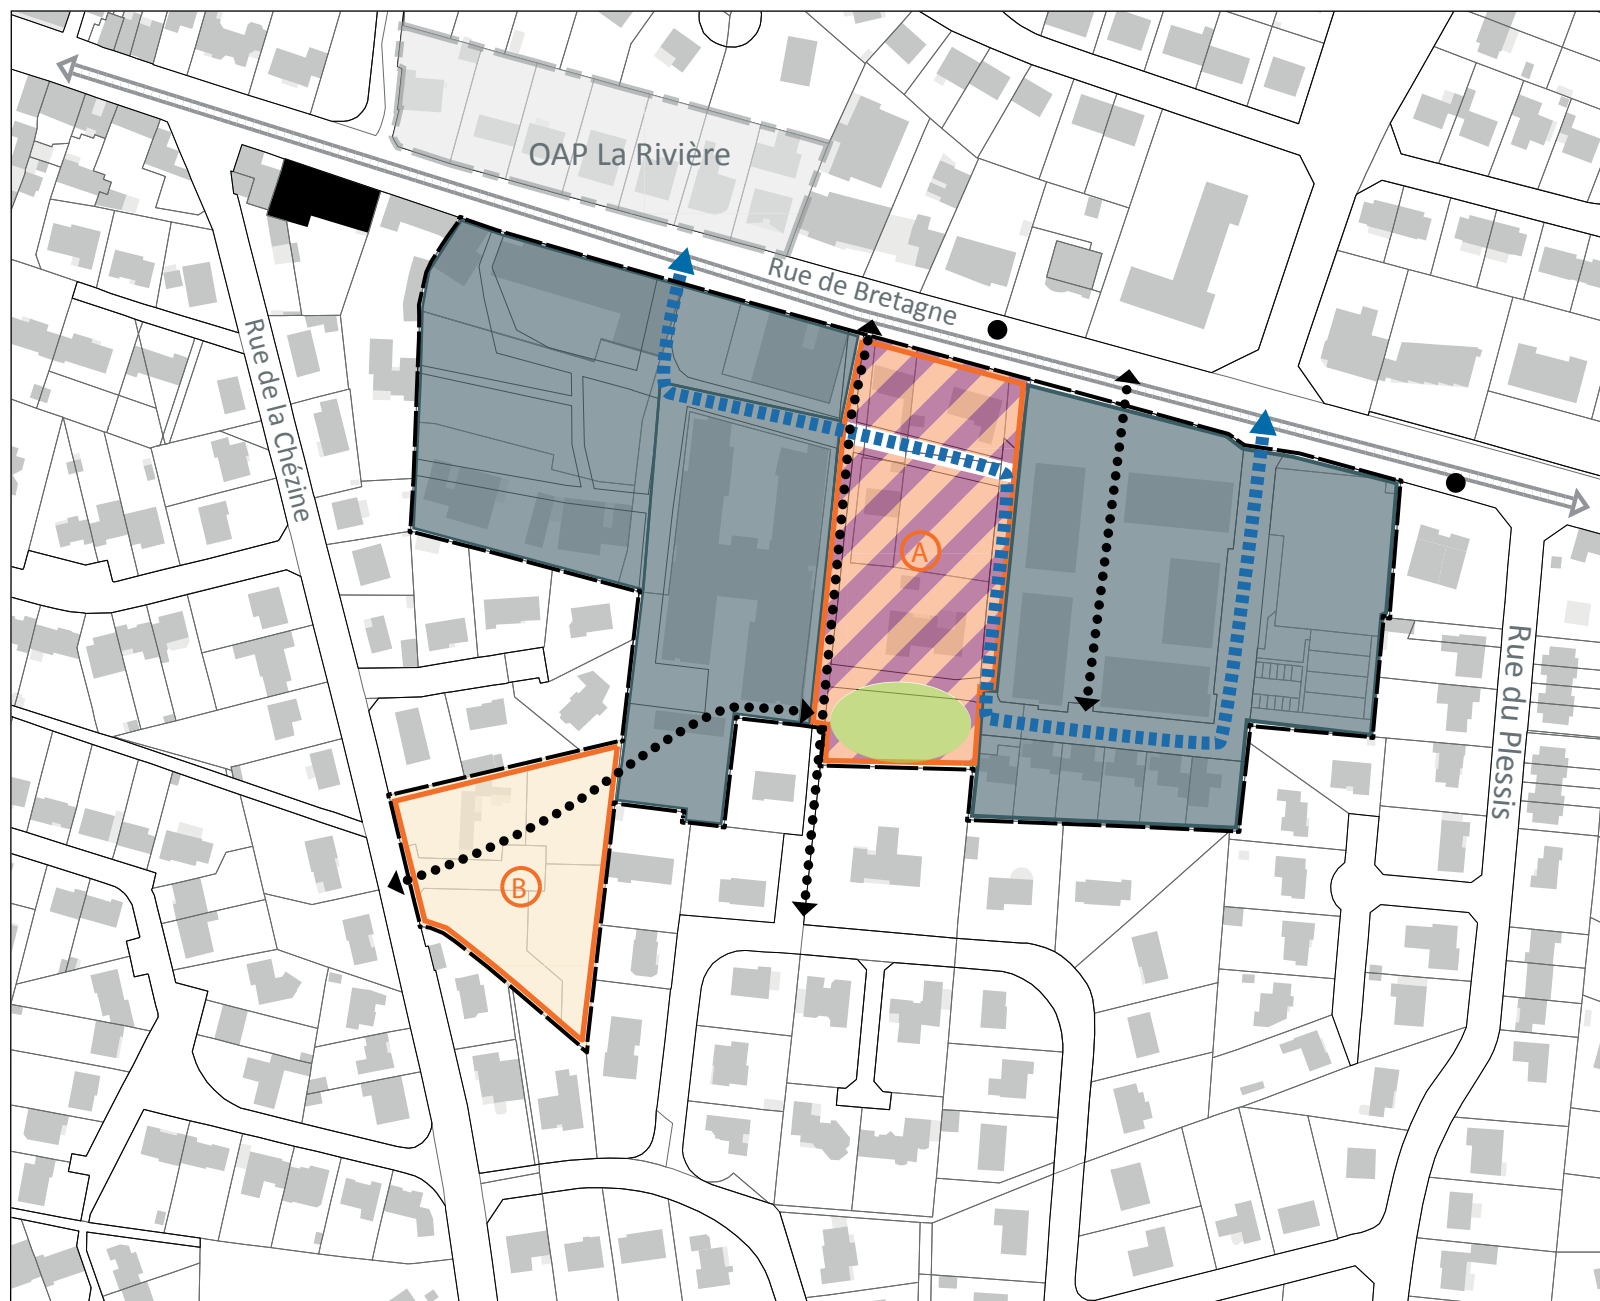 OAP La Rivière
Rue de Bretagne
Rue de la Chézine
A
Rue du Plessis
B